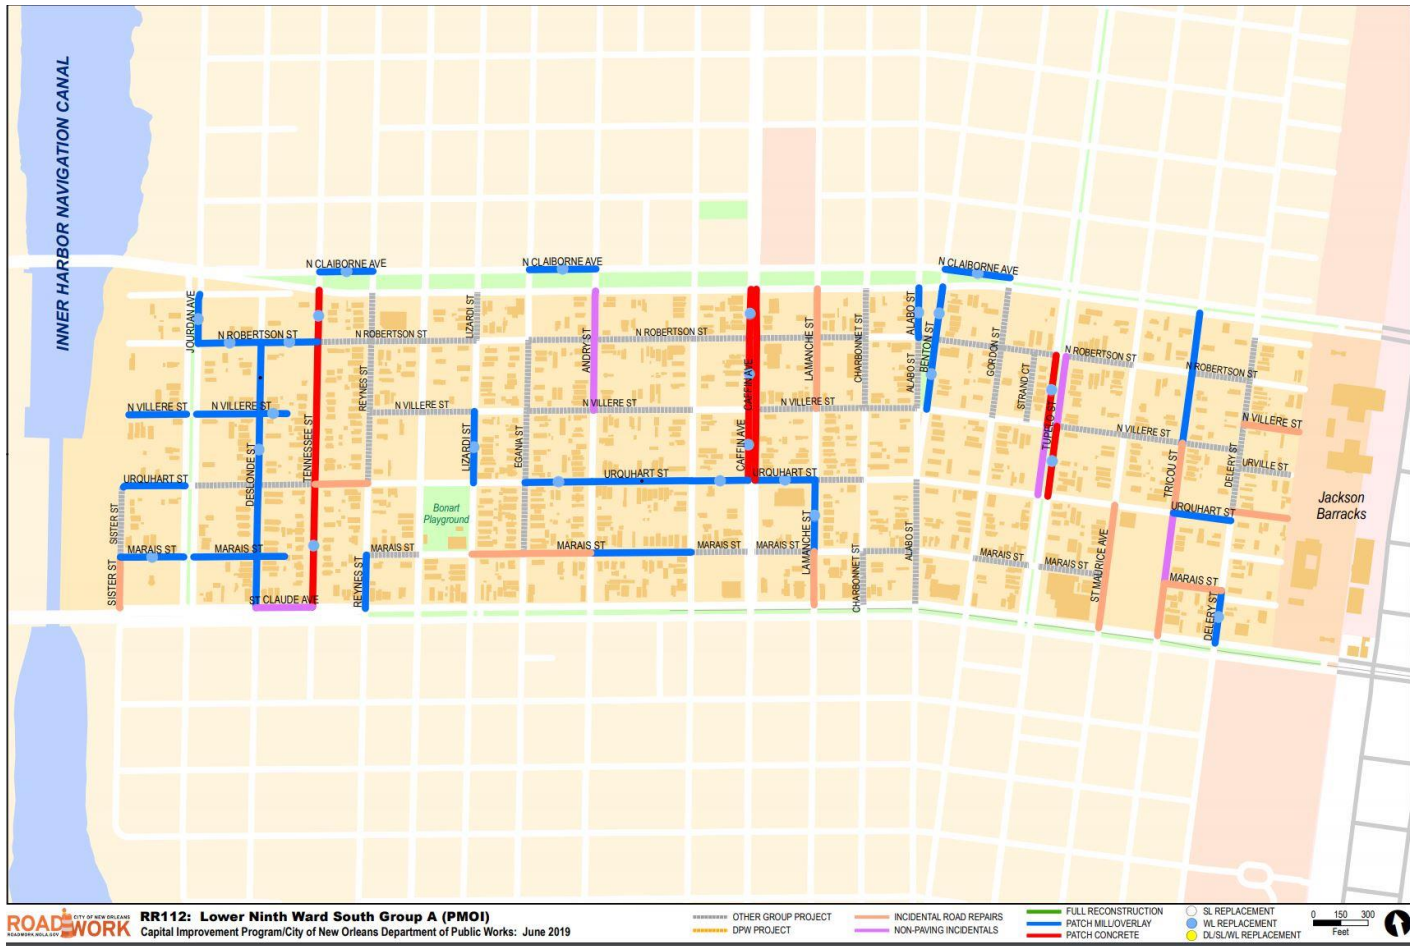 INNER HARBOR NAVIGATION CANAL
N CLAIBORNE AVE
N CLAIBORNE AVE
N CLAIBORNE AVE
JOURDAN AVE
N ROBERTSON ST
N ROBERTSON ST
LIZARDI ST
ANDRY ST
N ROBERTSON ST
CAFFIN AVE
LAMANCHE ST
CHARBONNET ST
ALABO ST
BENTON ST
GORDON ST
STRAND CT
N ROBERTSON ST
N ROBERTSON ST
REYNES ST
ALABO ST
N VILLERE ST
N VILLERE ST
N VILLERE ST
N VILLERE ST
N VILLERE ST
N VILLERE ST
N VILLERE ST
TENNESSEE ST
DESLONDE ST
LIZARDI ST
EGANIA ST
CAFFIN AVE
TUPELO ST
TRICOU ST
DELERY ST
URQUHART ST
URQUHART ST
URQUHART ST
URVILLE ST
URQUHART ST
Bonart
Playground
Jackson
Barracks
SISTER ST
MARAIS ST
MARAIS ST
MARAIS ST
MARAIS ST
MARAIS ST
MARAIS ST
MARAIS ST
MARAIS ST
MARAIS ST
SISTER ST
REYNES ST
LAMANCHE ST
CHARBONNET ST
ALABO ST
ST MAURICE AVE
DELERY ST
ST CLAUDE AVE
ROADWORK
CITY OF NEW ORLEANS
ROADWORK.NOLA.GOV
RR112: Lower Ninth Ward South Group A (PMOI)
Capital Improvement Program/City of New Orleans Department of Public Works: June 2019
OTHER GROUP PROJECT
DPW PROJECT
INCIDENTAL ROAD REPAIRS
NON-PAVING INCIDENTALS
FULL RECONSTRUCTION
PATCH MILL/OVERLAY
PATCH CONCRETE
SL REPLACEMENT
WL REPLACEMENT
DL/SL/WL REPLACEMENT
0 150 300
Feet